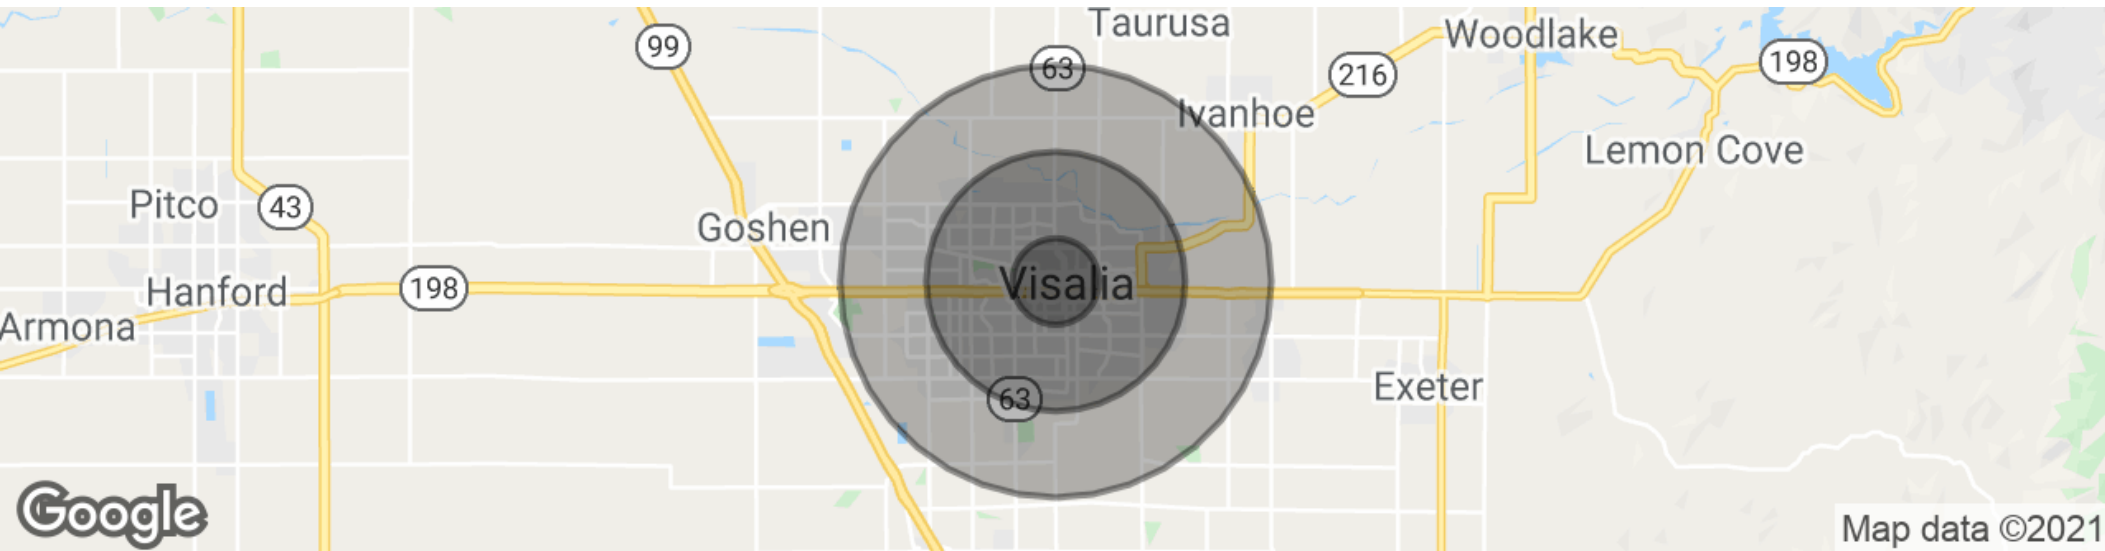 Taurusa
Woodlake
99
63
198
216
Ivanhoe
Lemon Cove
Pitco
43
Goshen
Visalia
Hanford
198
Armona
Exeter
63
Google
Map data ©2021